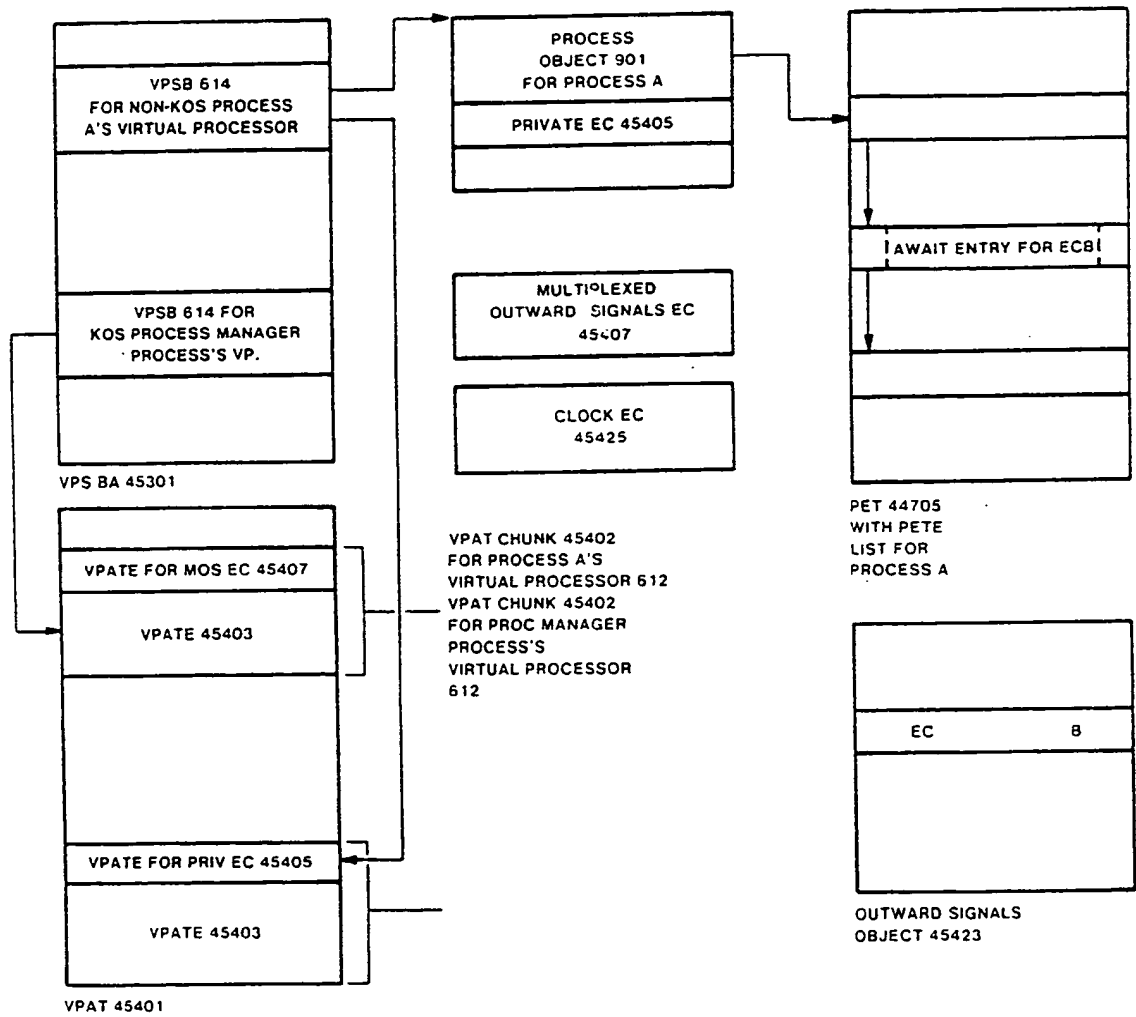 VPSB 614
FOR NON-KOS PROCESS
A'S VIRTUAL PROCESSOR
VPSB 614 FOR
KOS PROCESS MANAGER
PROCESS'S VP.
VPS BA 45301
PROCESS
OBJECT 901
FOR PROCESS A
PRIVATE EC 45405
MULTIPLEXED
OUTWARD SIGNALS EC
45407
CLOCK EC
45425
AWAIT ENTRY FOR ECB
PET 44705
WITH PETE
LIST FOR
PROCESS A
VPATE FOR MOS EC 45407
VPATE 45403
VPATE FOR PRIV EC 45405
VPATE 45403
VPAT 45401
VPAT CHUNK 45402
FOR PROCESS A'S
VIRTUAL PROCESSOR 612
VPAT CHUNK 45402
FOR PROC MANAGER
PROCESS'S
VIRTUAL PROCESSOR
612
EC B
OUTWARD SIGNALS
OBJECT 45423